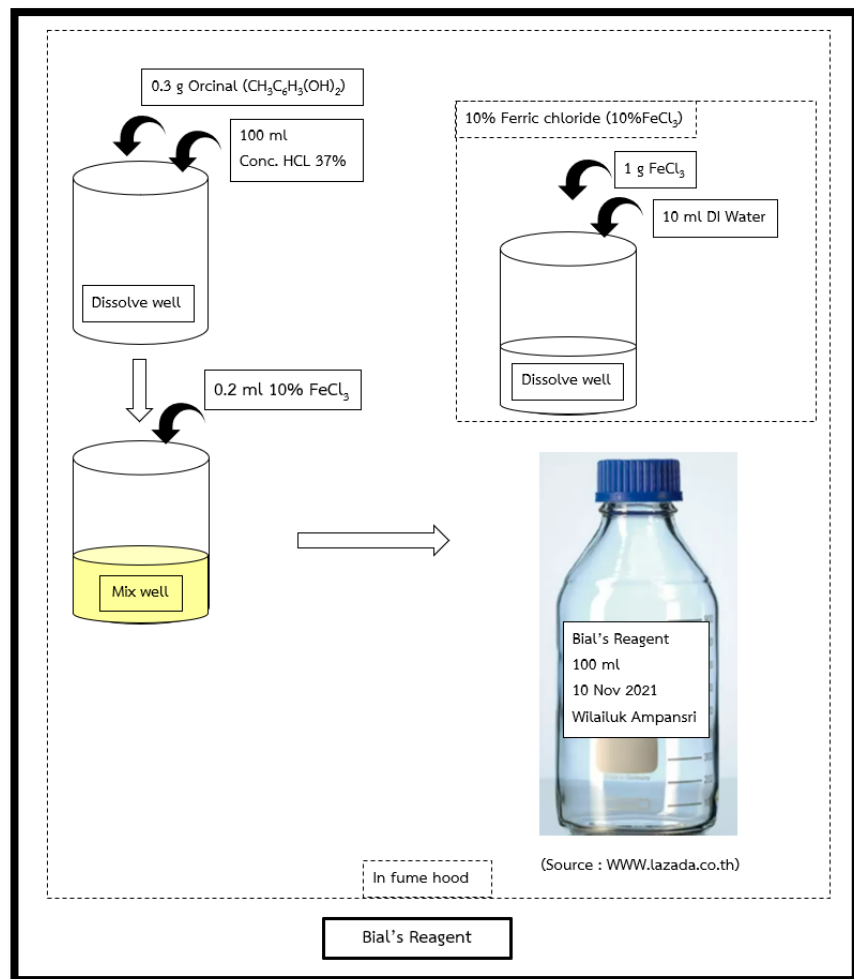 0.3 g Orcinal (CH₃C₆H₃(OH)₂)
100 ml
Conc. HCL 37%
Dissolve well
0.2 ml 10% FeCl₃
Mix well
10% Ferric chloride (10%FeCl₃)
1 g FeCl₃
10 ml DI Water
Dissolve well
Bial's Reagent
100 ml
10 Nov 2021
Wilailuk Ampansri
(Source : WWW.lazada.co.th)
In fume hood
Bial's Reagent